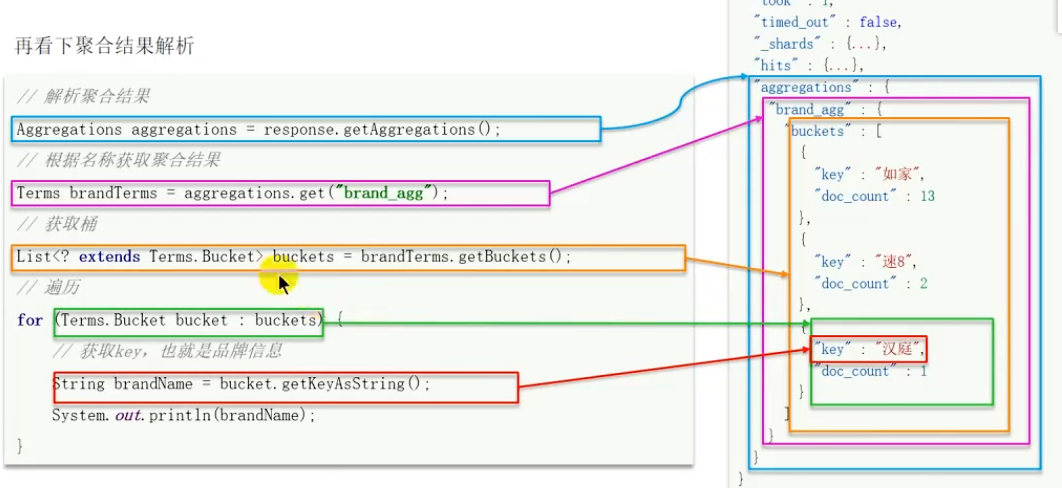 再看下聚合结果解析
// 解析聚合结果
Aggregations aggregations = response.getAggregations();
// 根据名称获取聚合结果
Terms brandTerms = aggregations.get("brand_agg");
// 获取桶
List<? extends Terms.Bucket> buckets = brandTerms.getBuckets();
// 遍历
for (Terms.Bucket bucket : buckets) {
// 获取key，也就是品牌信息
String brandName = bucket.getKeyAsString();
System.out.println(brandName);
}
"took" : 1,
"timed_out" : false,
"_shards" : {...},
"hits" : {...},
"aggregations" : {
"brand_agg" : {
"buckets" : [
{
"key" : "如家",
"doc_count" : 13
},
{
"key" : "速8",
"doc_count" : 2
},
{
"key" : "汉庭",
"doc_count" : 1
}
]
}
}
}